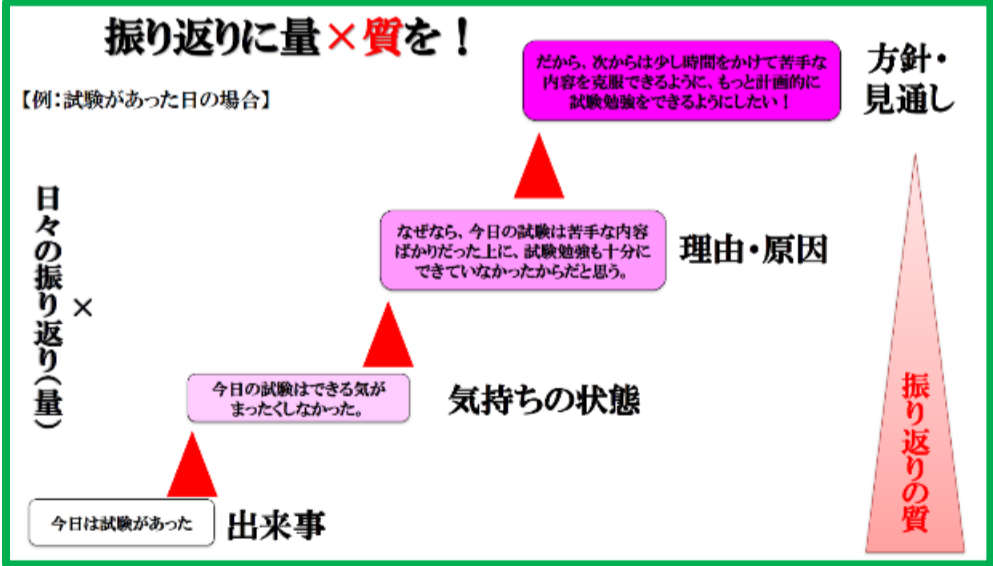 振り返りに量×質を！
【例：試験があった日の場合】
だから、次からは少し時間をかけて苦手な
内容を克服できるように、もっと計画的に
試験勉強をできるようにしたい！
方針・
見通し
日々の振り返り（量）
×
なぜなら、今日の試験は苦手な内容
ばかりだった上に、試験勉強も十分に
できていなかったからだと思う。
理由・原因
今日の試験はできる気が
まったくしなかった。
気持ちの状態
今日は試験があった
出来事
振り返りの質